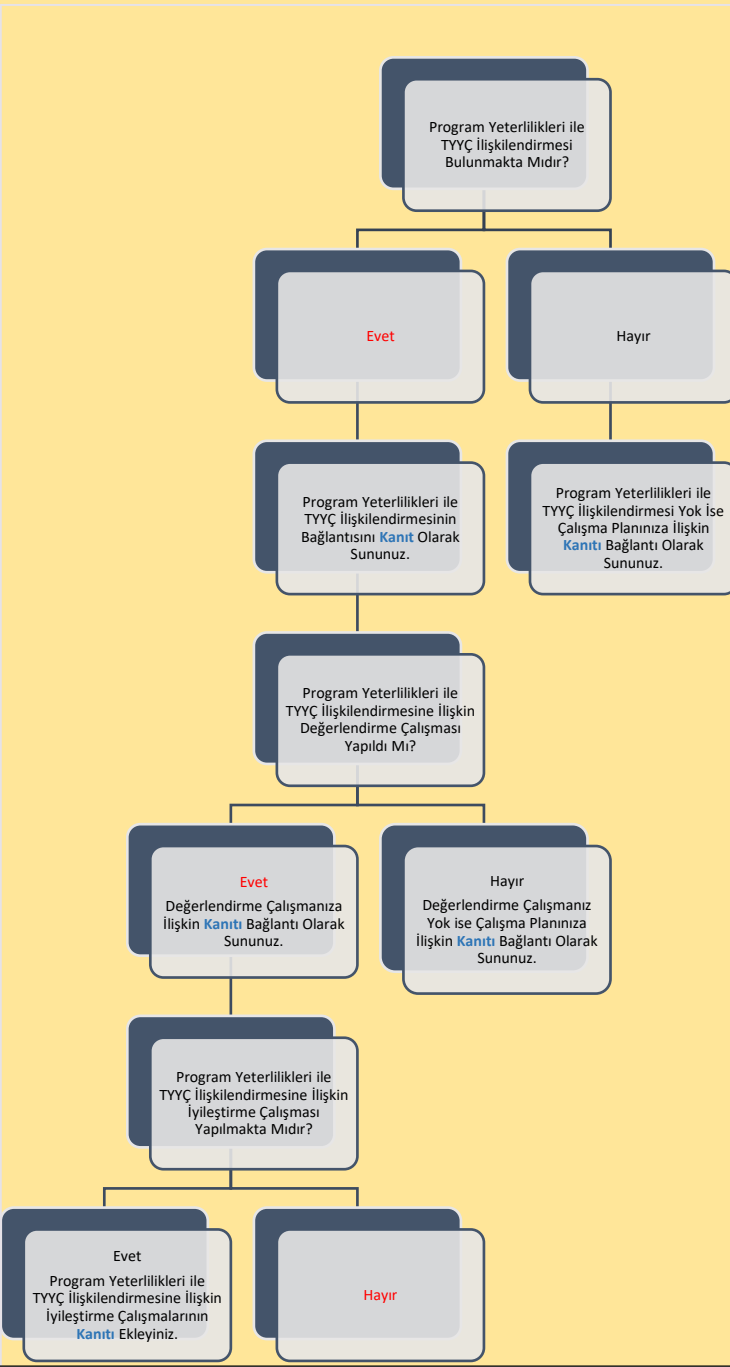 Program Yeterlilikleri ile
TYYÇ İlişkilendirmesi
Bulunmakta Mıdır?
Evet
Hayır
Program Yeterlilikleri ile
TYYÇ İlişkilendirmesinin
Bağlantısını Kanıt Olarak
Sununuz.
Program Yeterlilikleri ile
TYYÇ İlişkilendirmesi Yok İse
Çalışma Planınıza İlişkin
Kanıtı Bağlantı Olarak
Sununuz.
Program Yeterlilikleri ile
TYYÇ İlişkilendirmesine İlişkin
Değerlendirme Çalışması
Yapıldı Mı?
Evet
Değerlendirme Çalışmanıza
İlişkin Kanıtı Bağlantı Olarak
Sununuz.
Hayır
Değerlendirme Çalışmanız
Yok ise Çalışma Planınıza
İlişkin Kanıtı Bağlantı Olarak
Sununuz.
Program Yeterlilikleri ile
TYYÇ İlişkilendirmesine İlişkin
İyileştirme Çalışması
Yapılmakta Mıdır?
Evet
Program Yeterlilikleri ile
TYYÇ İlişkilendirmesine İlişkin
İyileştirme Çalışmalarının
Kanıtı Ekleyiniz.
Hayır